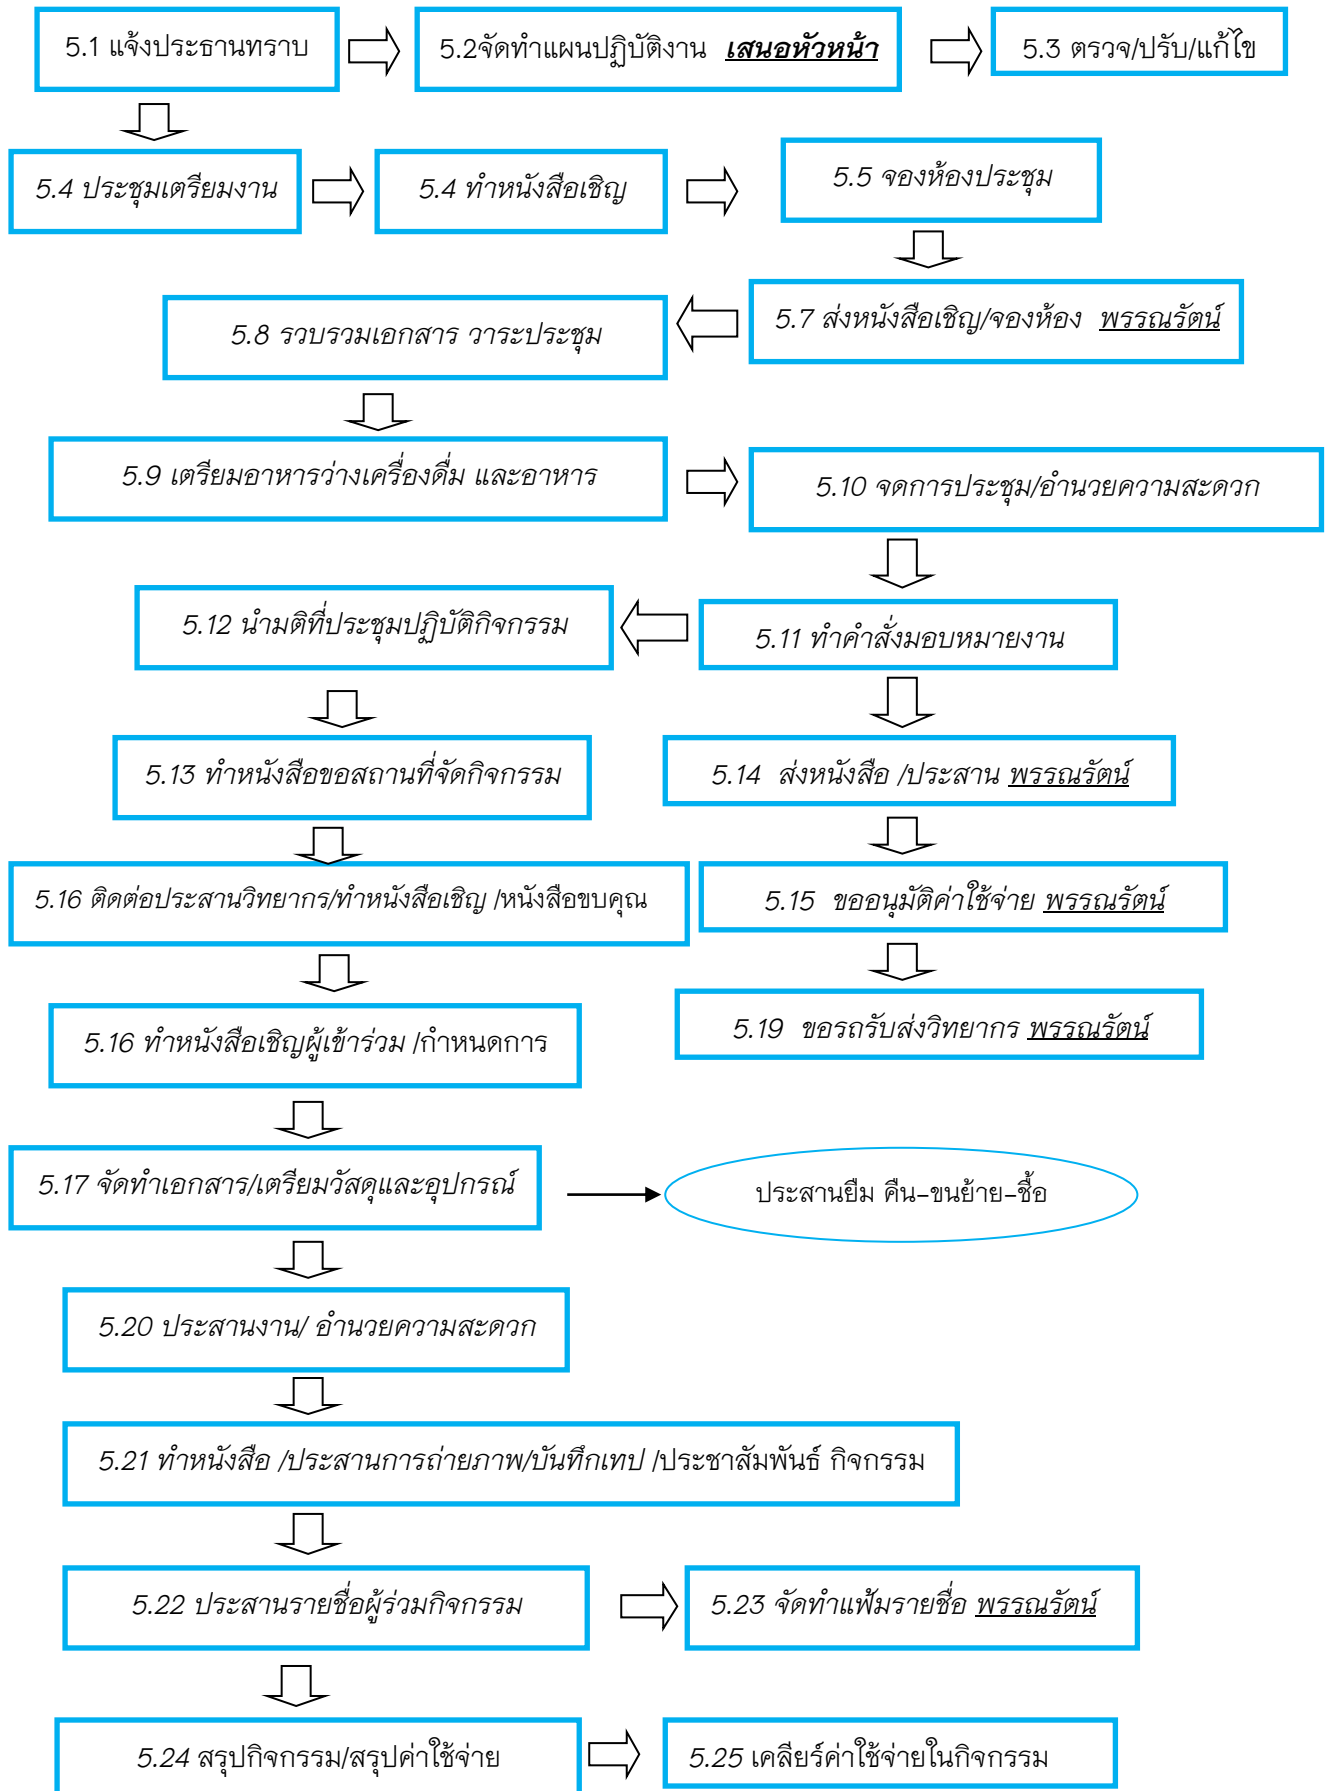 5.1 แจ้งประธานทราบ
5.2จัดทำแผนปฏิบัติงาน เสนอหัวหน้า
5.3 ตรวจ/ปรับ/แก้ไข
5.4 ประชุมเตรียมงาน
5.4 ทำหนังสือเชิญ
5.5 จองห้องประชุม
5.7 ส่งหนังสือเชิญ/จองห้อง พรรณรัตน์
5.8 รวบรวมเอกสาร วาระประชุม
5.9 เตรียมอาหารว่างเครื่องดื่ม และอาหาร
5.10 จดการประชุม/อำนวยความสะดวก
5.12 นำมติที่ประชุมปฏิบัติกิจกรรม
5.11 ทำคำสั่งมอบหมายงาน
5.13 ทำหนังสือขอสถานที่จัดกิจกรรม
5.14 ส่งหนังสือ /ประสาน พรรณรัตน์
5.16 ติดต่อประสานวิทยากร/ทำหนังสือเชิญ /หนังสือขบคุณ
5.15 ขออนุมัติค่าใช้จ่าย พรรณรัตน์
5.16 ทำหนังสือเชิญผู้เข้าร่วม /กำหนดการ
5.19 ขอรถรับส่งวิทยากร พรรณรัตน์
5.17 จัดทำเอกสาร/เตรียมวัสดุและอุปกรณ์
ประสานยืม คืน-ขนย้าย-ซื้อ
5.20 ประสานงาน/ อำนวยความสะดวก
5.21 ทำหนังสือ /ประสานการถ่ายภาพ/บันทึกเทป /ประชาสัมพันธ์ กิจกรรม
5.22 ประสานรายชื่อผู้ร่วมกิจกรรม
5.23 จัดทำแฟ้มรายชื่อ พรรณรัตน์
5.24 สรุปกิจกรรม/สรุปค่าใช้จ่าย
5.25 เคลียร์ค่าใช้จ่ายในกิจกรรม